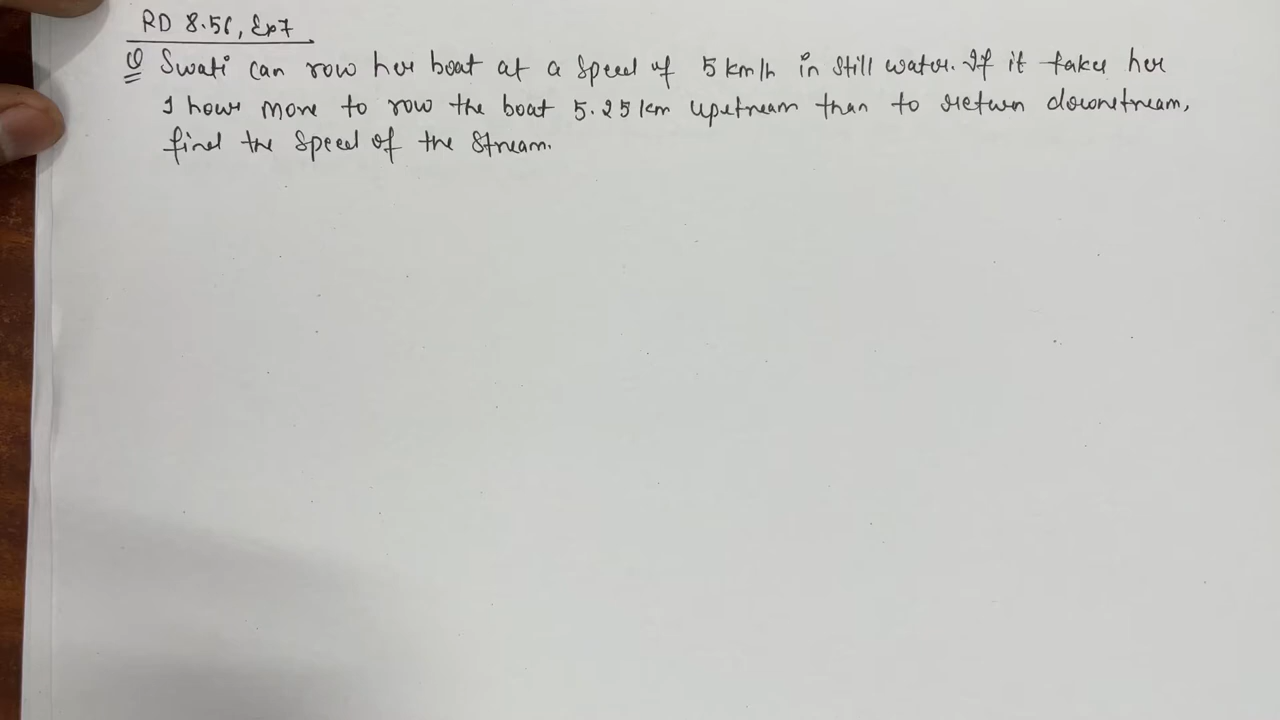 RD 8.56, Ex 7
Q Swati can row her boat at a speed of 5 km/h in still water. If it takes her
1 hour more to row the boat 5.25 km upstream than to return downstream,
find the speed of the stream.